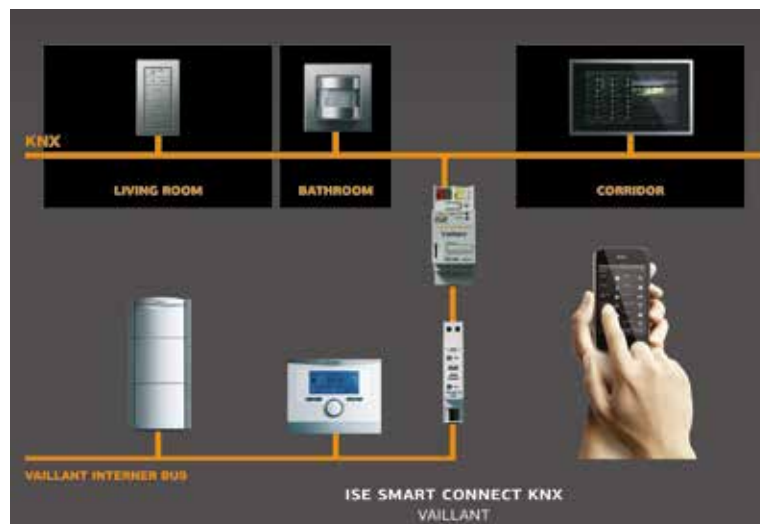 KNX
LIVING ROOM
BATHROOM
CORRIDOR
VAILLANT INTERNER BUS
ISE SMART CONNECT KNX
VAILLANT